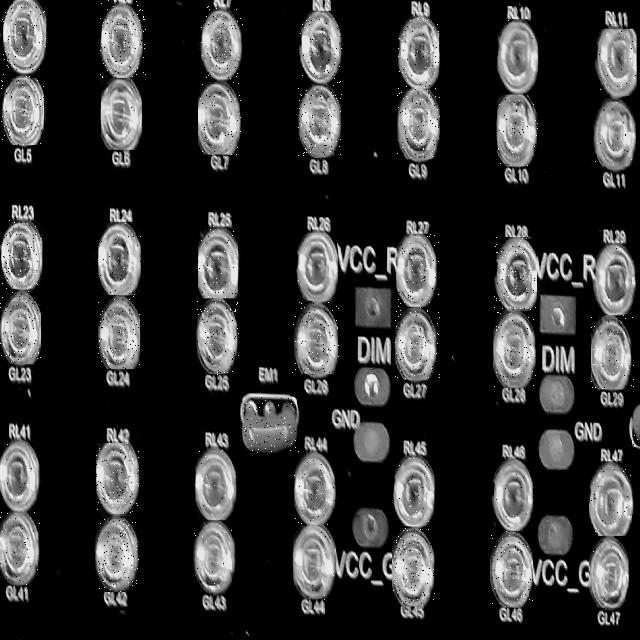 RL8 RL9 RL10 RL11
GL5 GL6 GL7 GL8 GL9 GL10 GL11
RL23 RL24 RL25 RL26 RL27 RL28 RL29
VCC_R VCC_R
DIM DIM
GL23 GL24 GL25 GL26 GL27 GL28 GL29
EM1
GND GND
RL41 RL42 RL43 RL44 RL45 RL46 RL47
VCC_G VCC_G
GL41 GL42 GL43 GL44 GL45 GL46 GL47